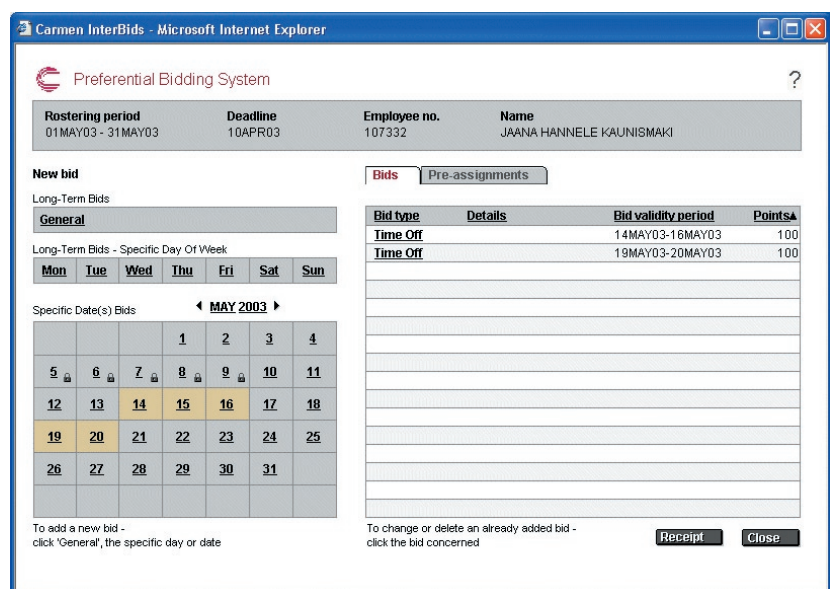 Carmen InterBids - Microsoft Internet Explorer
Preferential Bidding System
?
Rostering period Deadline Employee no. Name
01MAY03 - 31MAY03 10APR03 107332 JAANA HANNELE KAUNISMAKI
New bid
Long-Term Bids
General
Long-Term Bids - Specific Day Of Week
Mon Tue Wed Thu Fri Sat Sun
Specific Date(s) Bids MAY 2003
1 2 3 4
5 6 7 8 9 10 11
12 13 14 15 16 17 18
19 20 21 22 23 24 25
26 27 28 29 30 31
To add a new bid -
click 'General', the specific day or date
Bids Pre-assignments
Bid type Details Bid validity period Points
Time Off 14MAY03-16MAY03 100
Time Off 19MAY03-20MAY03 100
To change or delete an already added bid -
click the bid concerned
Receipt Close